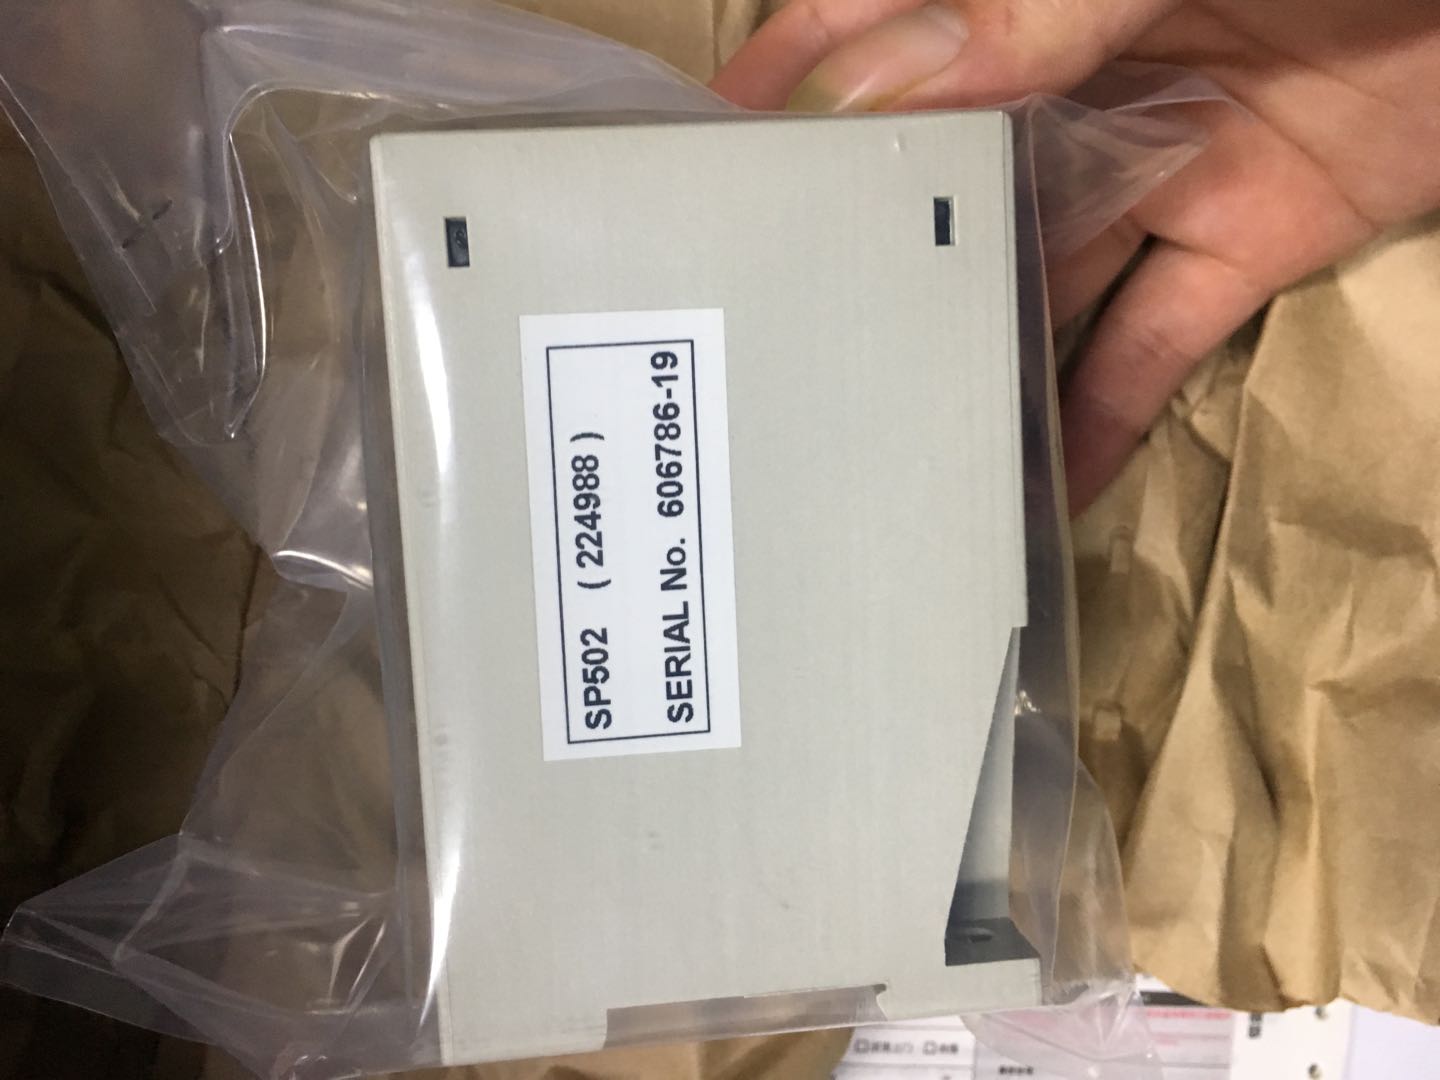 SP502 ( 224988 )
SERIAL No. 606786-19